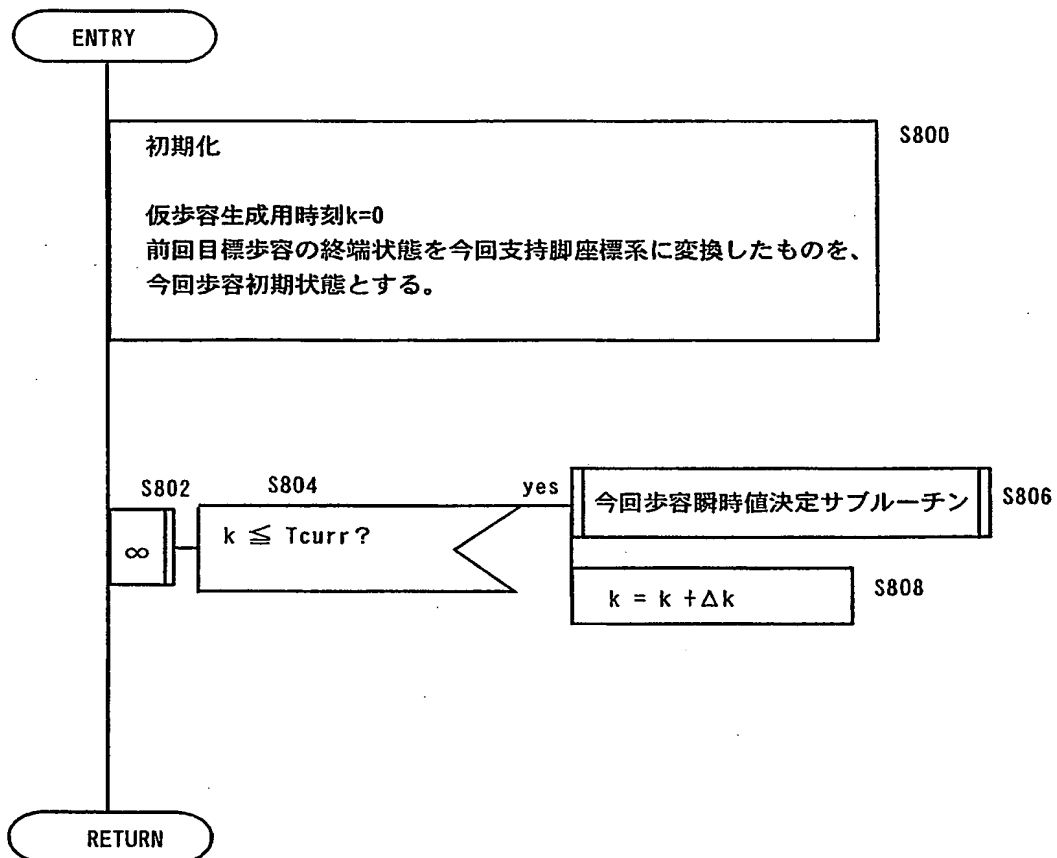 ENTRY
S800
初期化
仮歩容生成用時刻k=0
前回目標歩容の終端状態を今回支持脚座標系に変換したものを、
今回歩容初期状態とする。
S802
∞
S804
k ≦ Tcurr?
yes
今回歩容瞬時値決定サブルーチン
S806
k = k +Δk
S808
RETURN